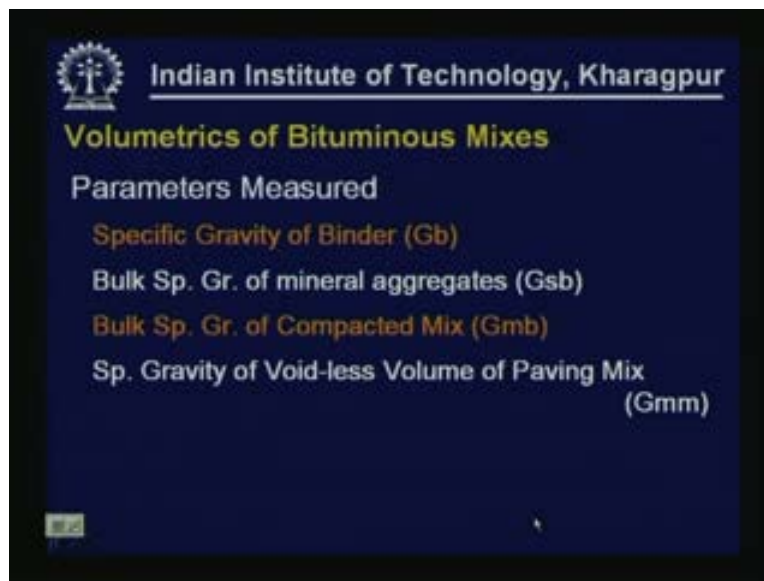 Indian Institute of Technology, Kharagpur
Volumetrics of Bituminous Mixes
Parameters Measured
Specific Gravity of Binder (Gb)
Bulk Sp. Gr. of mineral aggregates (Gsb)
Bulk Sp. Gr. of Compacted Mix (Gmb)
Sp. Gravity of Void-less Volume of Paving Mix
(Gmm)